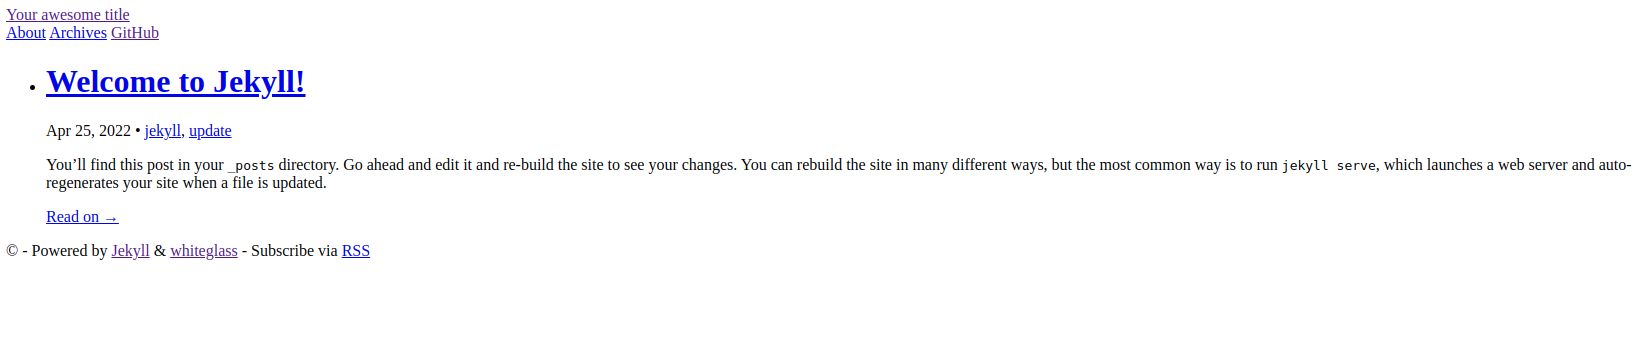 Your awesome title
About Archives GitHub
• Welcome to Jekyll!
Apr 25, 2022 • jekyll, update
You’ll find this post in your _posts directory. Go ahead and edit it and re-build the site to see your changes. You can rebuild the site in many different ways, but the most common way is to run jekyll serve, which launches a web server and auto-
regenerates your site when a file is updated.
Read on →
© - Powered by Jekyll & whiteglass - Subscribe via RSS